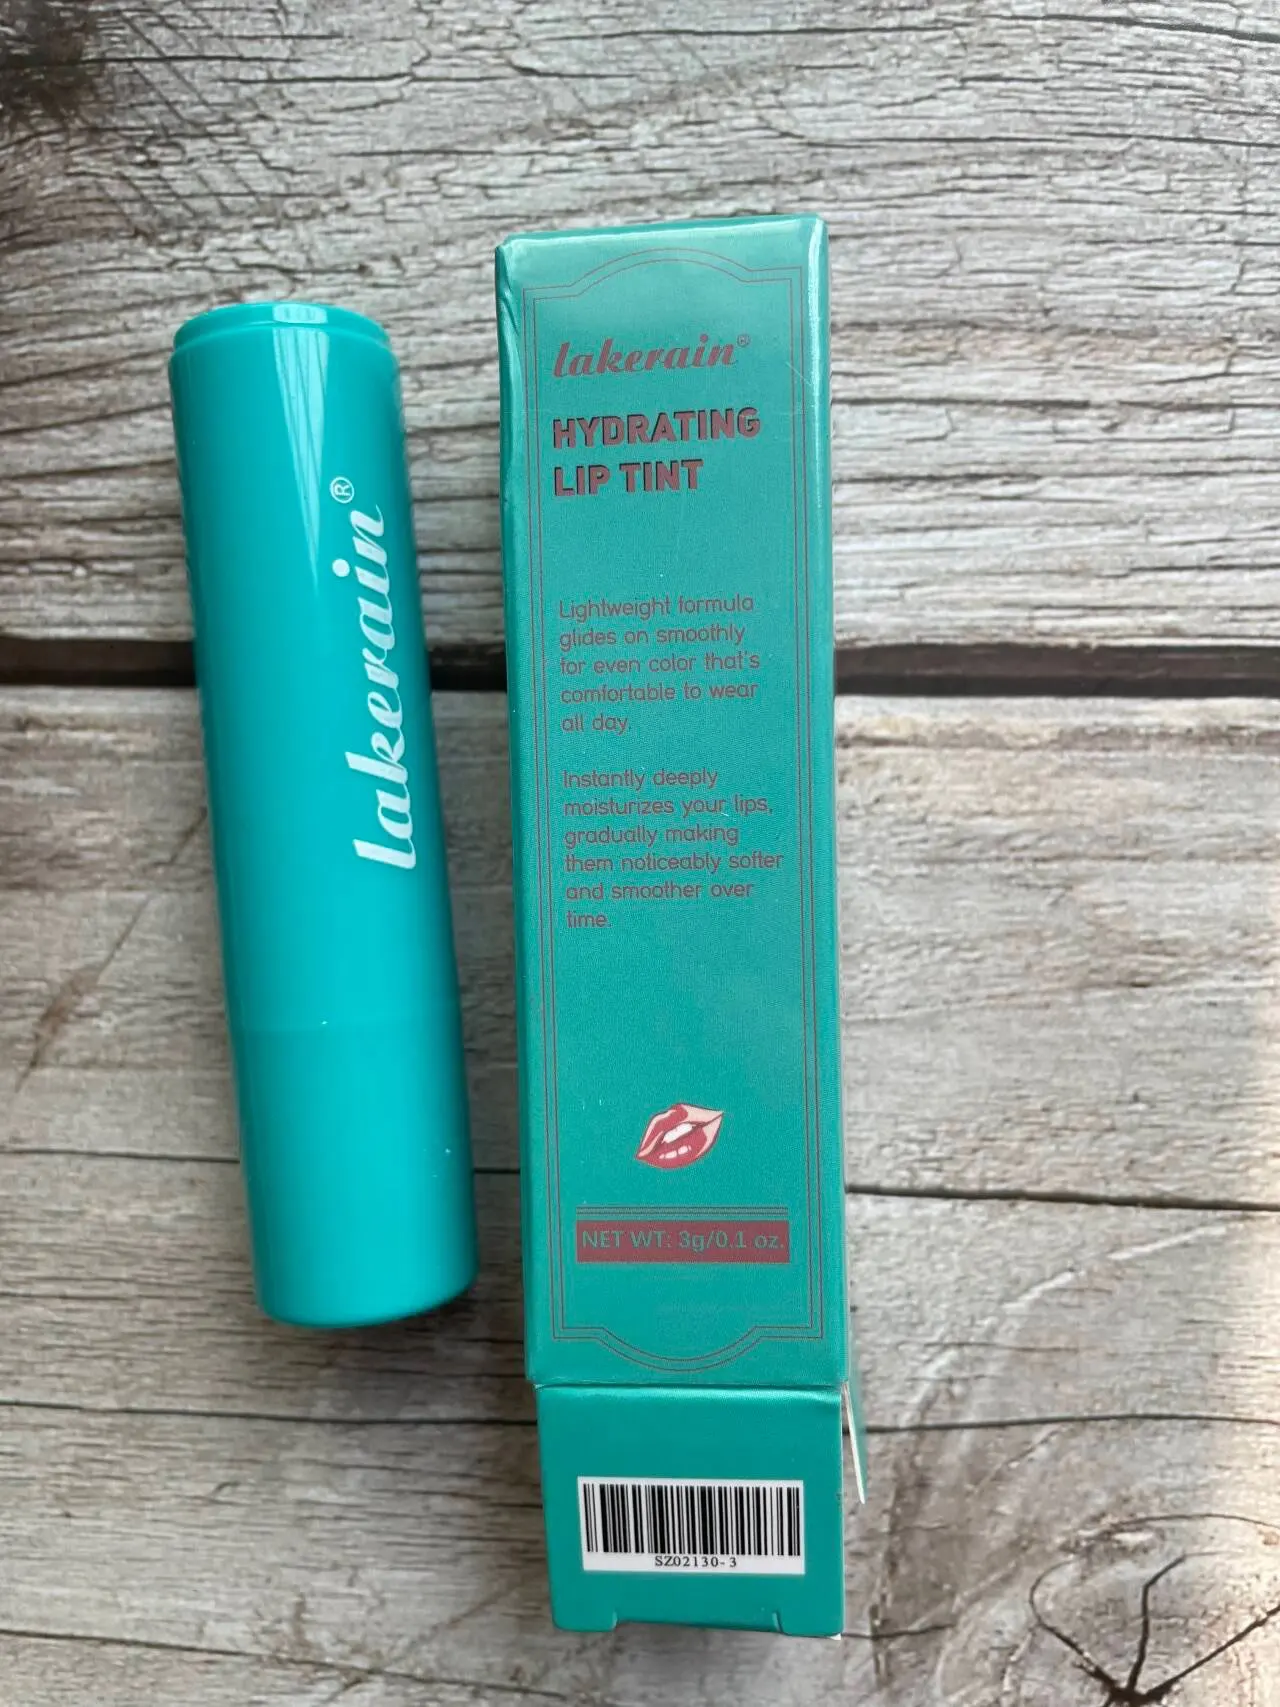 lakerain®
lakerain®
HYDRATING
LIP TINT
Lightweight formula
glides on smoothly
for even color that's
comfortable to wear
all day.
Instantly deeply
moisturizes your lips,
gradually making
them noticeably softer
and smoother over
time.
NET WT: 3g/0.1 oz.
SZ02130-3